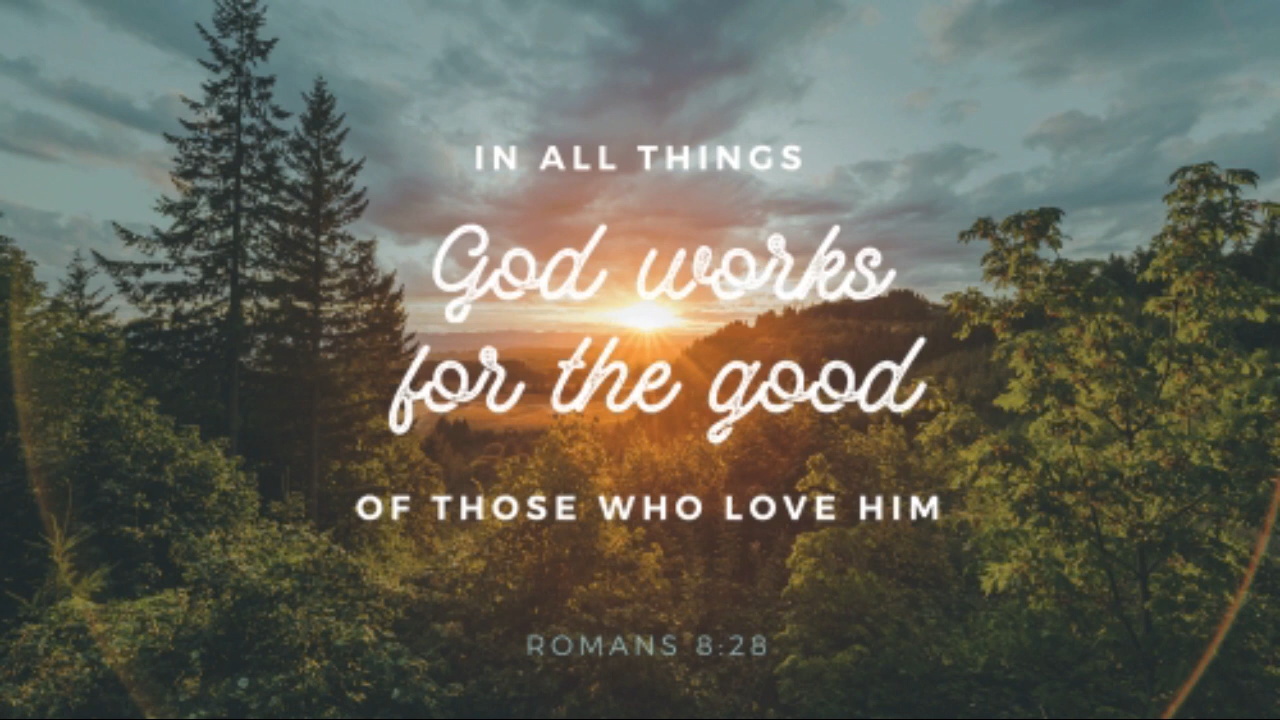 IN ALL THINGS
God works
for the good
OF THOSE WHO LOVE HIM
ROMANS 8:28